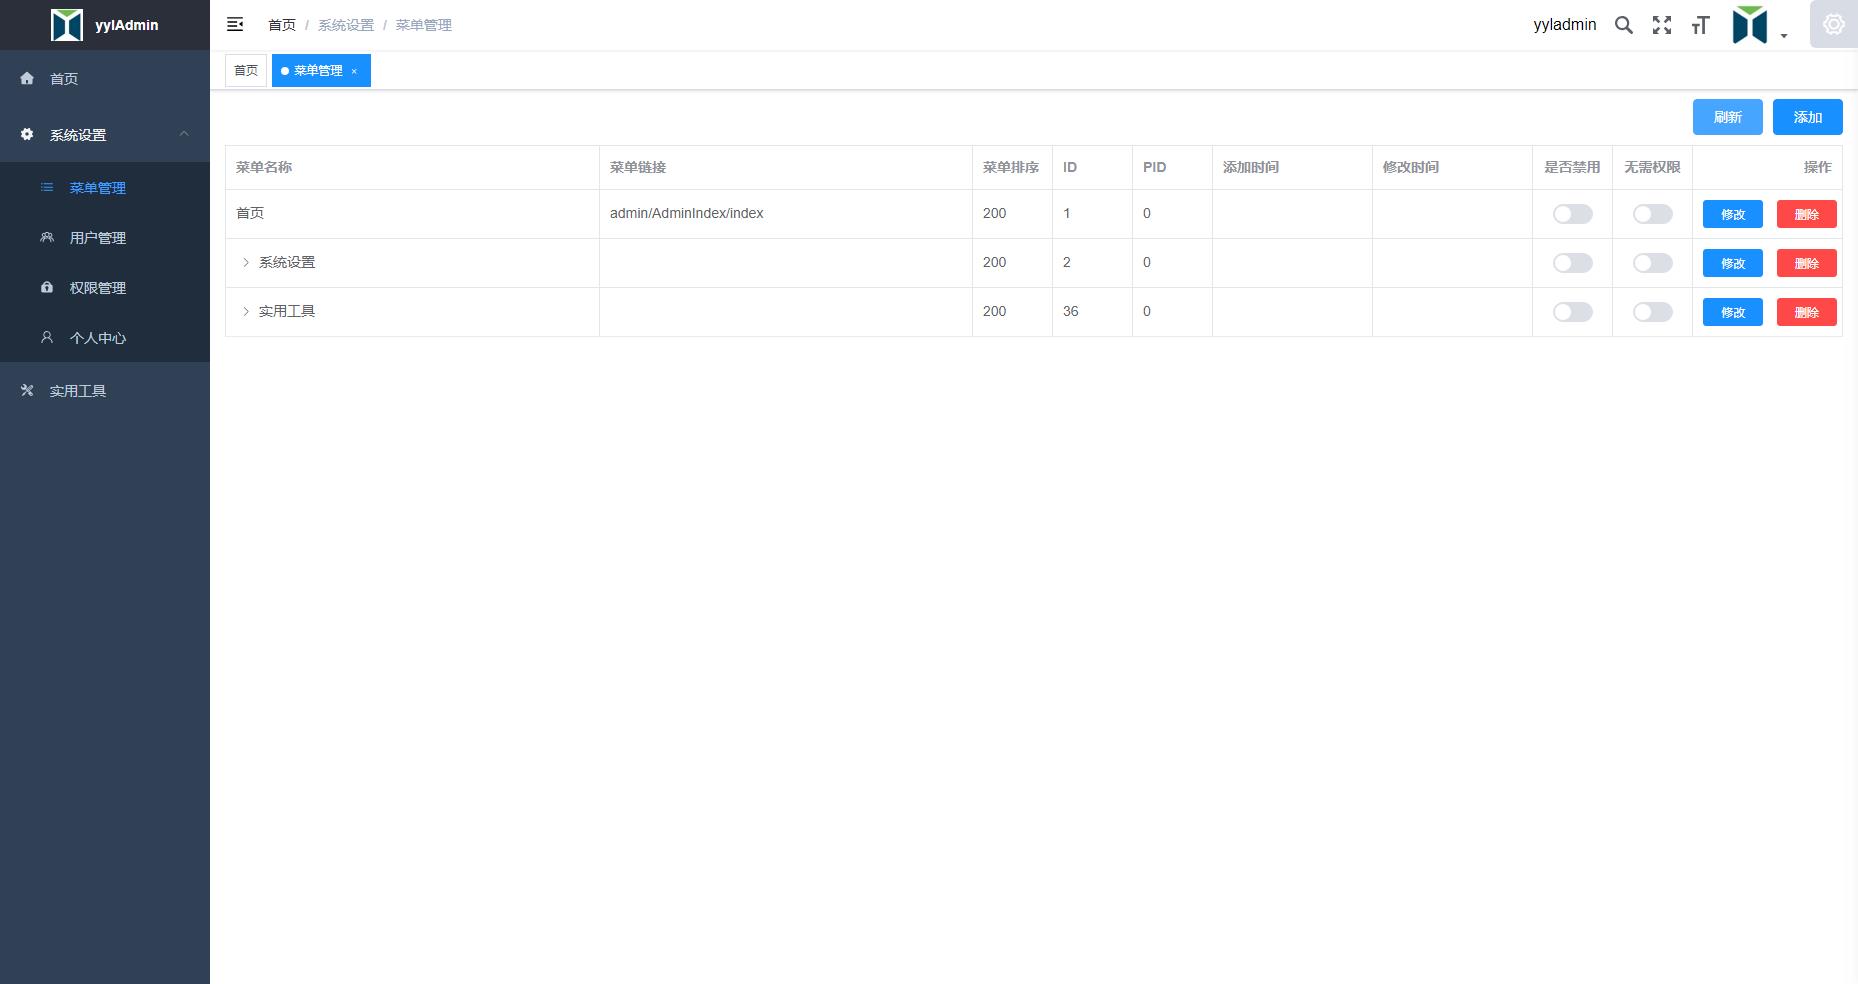 yylAdmin
首页 / 系统设置 / 菜单管理
yyladmin
首页
菜单管理 ×
首页
系统设置
菜单管理
用户管理
权限管理
个人中心
实用工具
刷新 添加
菜单名称 菜单链接 菜单排序 ID PID 添加时间 修改时间 是否禁用 无需权限 操作
首页 admin/AdminIndex/index 200 1 0 修改 删除
系统设置 200 2 0 修改 删除
实用工具 200 36 0 修改 删除